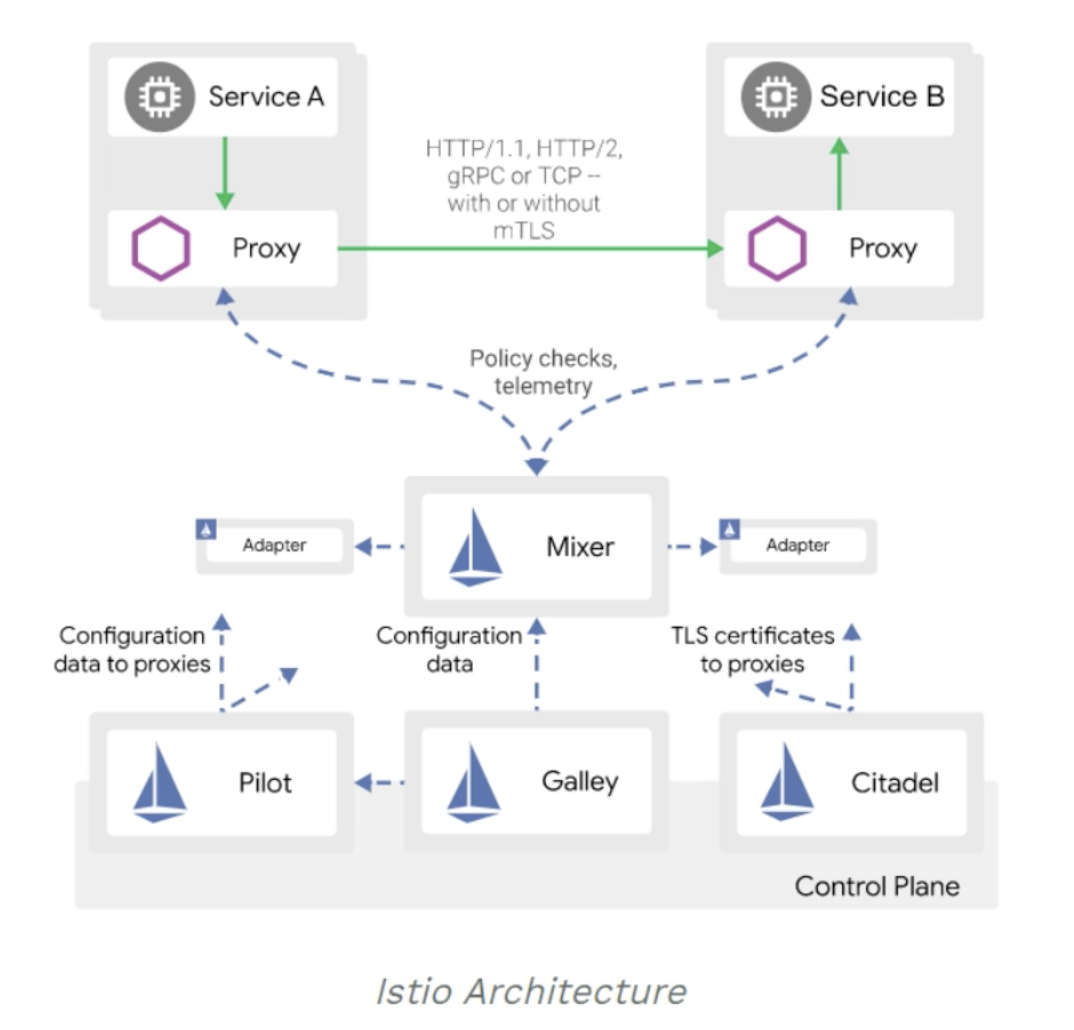 Service A
Service B
HTTP/1.1, HTTP/2,
gRPC or TCP --
with or without
mTLS
Proxy
Proxy
Policy checks,
telemetry
Adapter
Mixer
Adapter
Configuration
data to proxies
Configuration
data
TLS certificates
to proxies
Pilot
Galley
Citadel
Control Plane
Istio Architecture